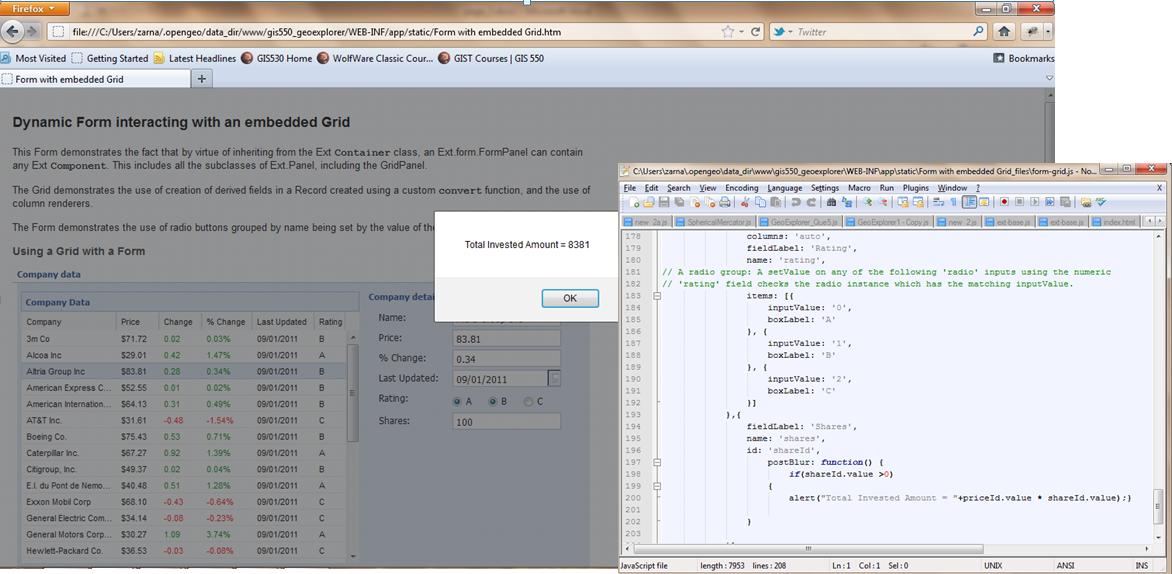 Firefox
file:///C:/Users/zarna/.opengeo/data_dir/www/gis550_geoexplorer/WEB-INF/app/static/Form with embedded Grid.htm
Twitter
Most Visited Getting Started Latest Headlines GIS530 Home WolfWare Classic Cour... GIST Courses | GIS 550 Bookmarks
Form with embedded Grid +
Dynamic Form interacting with an embedded Grid
This Form demonstrates the fact that by virtue of inheriting from the Ext Container class, an Ext.form.FormPanel can contain
any Ext Component. This includes all the subclasses of Ext.Panel, including the GridPanel.
The Grid demonstrates the use of creation of derived fields in a Record created using a custom convert function, and the use of
column renderers.
The Form demonstrates the use of radio buttons grouped by name being set by the value of the
Using a Grid with a Form
Company data
Company Data
Company Price Change % Change Last Updated Rating
3m Co $71.72 0.02 0.03% 09/01/2011 B
Alcoa Inc $29.01 0.42 1.47% 09/01/2011 A
Altria Group Inc $83.81 0.28 0.34% 09/01/2011 B
American Express C... $52.55 0.01 0.02% 09/01/2011 B
American Internation... $64.13 0.31 0.49% 09/01/2011 B
AT&T Inc. $31.61 -0.48 -1.54% 09/01/2011 C
Boeing Co. $75.43 0.53 0.71% 09/01/2011 B
Caterpillar Inc. $67.27 0.92 1.39% 09/01/2011 A
Citigroup, Inc. $49.37 0.02 0.04% 09/01/2011 B
E.I. du Pont de Nemo... $40.48 0.51 1.28% 09/01/2011 A
Exxon Mobil Corp $68.10 -0.43 -0.64% 09/01/2011 C
General Electric Com... $34.14 -0.08 -0.23% 09/01/2011 C
General Motors Corp... $30.27 1.09 3.74% 09/01/2011 A
Hewlett-Packard Co. $36.53 -0.03 -0.08% 09/01/2011 C
Company detai
Name:
Price: 83.81
% Change: 0.34
Last Updated: 09/01/2011
Rating: A B C
Shares: 100
Total Invested Amount = 8381
OK
C:\Users\zarna\.opengeo\data_dir\www\gis550_geoexplorer\WEB-INF\app\static\Form with embedded Grid_files\form-grid.js - No...
File Edit Search View Encoding Language Settings Macro Run Plugins Window ? X
new 2a.js SphericalMercator.js GeoExplorer_Que5.js GeoExplorer1 - Copy.js new 2.js ext-base.js ext-base.js index.html
178 columns: 'auto',
179 fieldLabel: 'Rating',
180 name: 'rating',
181 // A radio group: A setValue on any of the following 'radio' inputs using the numeric
182 // 'rating' field checks the radio instance which has the matching inputValue.
183 items: [{
184 inputValue: '0',
185 boxLabel: 'A'
186 }, {
187 inputValue: '1',
188 boxLabel: 'B'
189 }, {
190 inputValue: '2',
191 boxLabel: 'C'
192 }]
193 },{
194 fieldLabel: 'Shares',
195 name: 'shares',
196 id: 'shareId',
197 postBlur: function() {
198 if(shareId.value >0)
199 {
200 alert("Total Invested Amount = "+priceId.value * shareId.value);}
201
202 }
203
JavaScript file length : 7953 lines : 208 Ln : 1 Col : 1 Sel : 0 UNIX ANSI INS